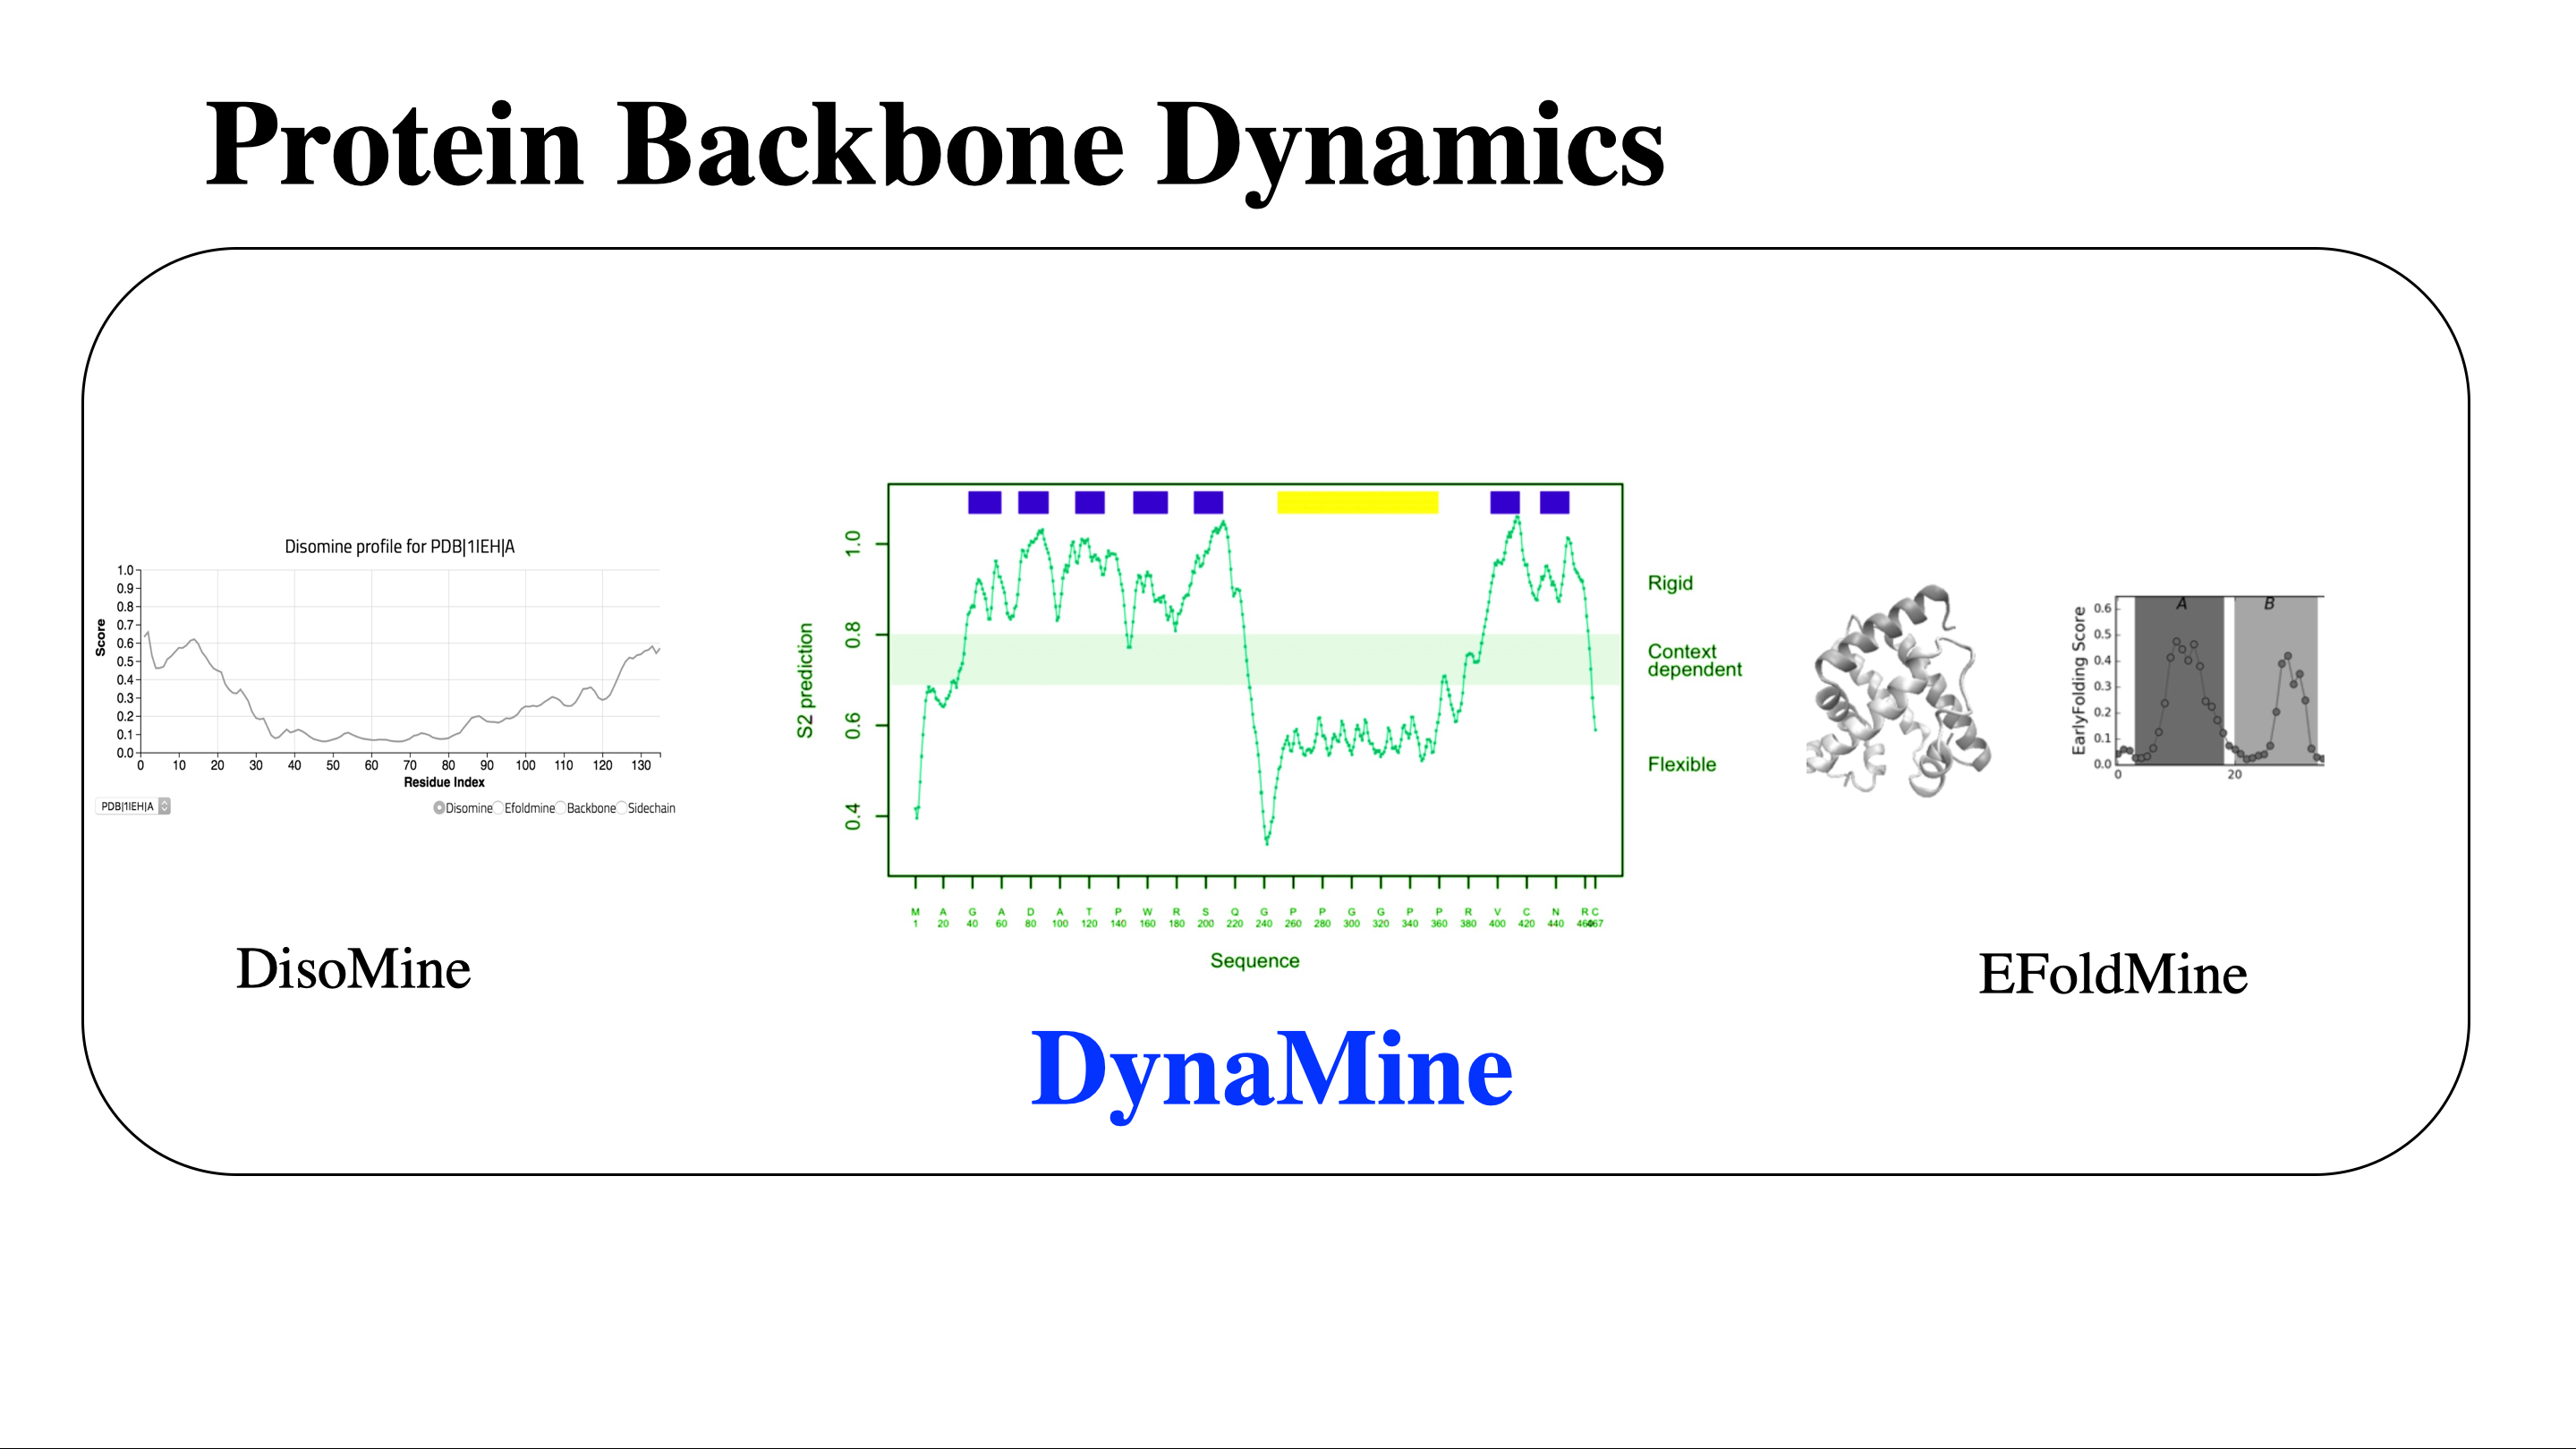 Protein Backbone Dynamics
Disomine profile for PDB|1IEH|A
Score
1.0
0.9
0.8
0.7
0.6
0.5
0.4
0.3
0.2
0.1
0.0
0 10 20 30 40 50 60 70 80 90 100 110 120 130
Residue Index
PDB|1IEH|A
Disomine Efoldmine Backbone Sidechain
DisoMine
S2 prediction
1.0
0.8
0.6
0.4
Rigid
Context
dependent
Flexible
M A G A D A T P W R S Q G P P G G P P R V C N R C
1 20 40 60 80 100 120 140 160 180 200 220 240 260 280 300 320 340 360 380 400 420 440 460 467
Sequence
DynaMine
EarlyFolding Score
0.6
0.5
0.4
0.3
0.2
0.1
0.0
A B
0 20
EFoldMine